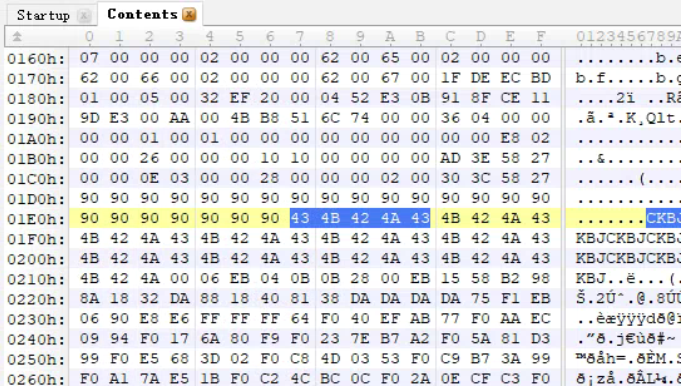 Startup Contents
0 1 2 3 4 5 6 7 8 9 A B C D E F 0123456789A
0160h: 07 00 00 00 02 00 00 00 62 00 65 00 02 00 00 00 ........b.e
0170h: 62 00 66 00 02 00 00 00 62 00 67 00 1F DE EC BD b.f.....b.g
0180h: 01 00 05 00 32 EF 20 00 04 52 E3 0B 91 8F CE 11 ....2ï ..Rã
0190h: 9D E3 00 AA 00 4B B8 51 6C 74 00 00 36 04 00 00 .ã.ª.K¸Qlt.
01A0h: 00 00 01 00 01 00 00 00 00 00 00 00 00 00 E8 02 ...........
01B0h: 00 00 26 00 00 00 10 10 00 00 00 00 AD 3E 58 27 ..&........
01C0h: 00 00 0E 03 00 00 28 00 00 00 02 00 30 3C 58 27 ......(....
01D0h: 90 90 90 90 90 90 90 90 90 90 90 90 90 90 90 90 ...........
01E0h: 90 90 90 90 90 90 90 43 4B 42 4A 43 4B 42 4A 43 .......CKBJ
01F0h: 4B 42 4A 43 4B 42 4A 43 4B 42 4A 43 4B 42 4A 43 KBJCKBJCKBJ
0200h: 4B 42 4A 43 4B 42 4A 43 4B 42 4A 43 4B 42 4A 43 KBJCKBJCKBJ
0210h: 4B 42 4A 00 06 EB 04 0B 0B 28 00 EB 15 58 B2 98 KBJ..ë...(.
0220h: 8A 18 32 DA 88 18 40 81 38 DA DA DA DA 75 F1 EB Š.2Úˆ.@.8ÚÚ
0230h: 06 90 E8 E6 FF FF FF 64 F0 40 EF AB 77 F0 AA EC ..èæÿÿÿdð@ï
0240h: 09 94 F0 17 6A 80 F9 F0 23 7E B7 A2 F0 5A 81 D3 .”ð.j€ùð#~·
0250h: 99 F0 E5 68 3D 02 F0 C8 4D 03 53 F0 C9 B7 3A 99 ™ðåh=.ðÈM.S
0260h: F0 A1 7A E5 1B F0 C2 4C BC 0C F0 2A 0E CF C3 F0 ð¡zå.ðÂL¼.ð